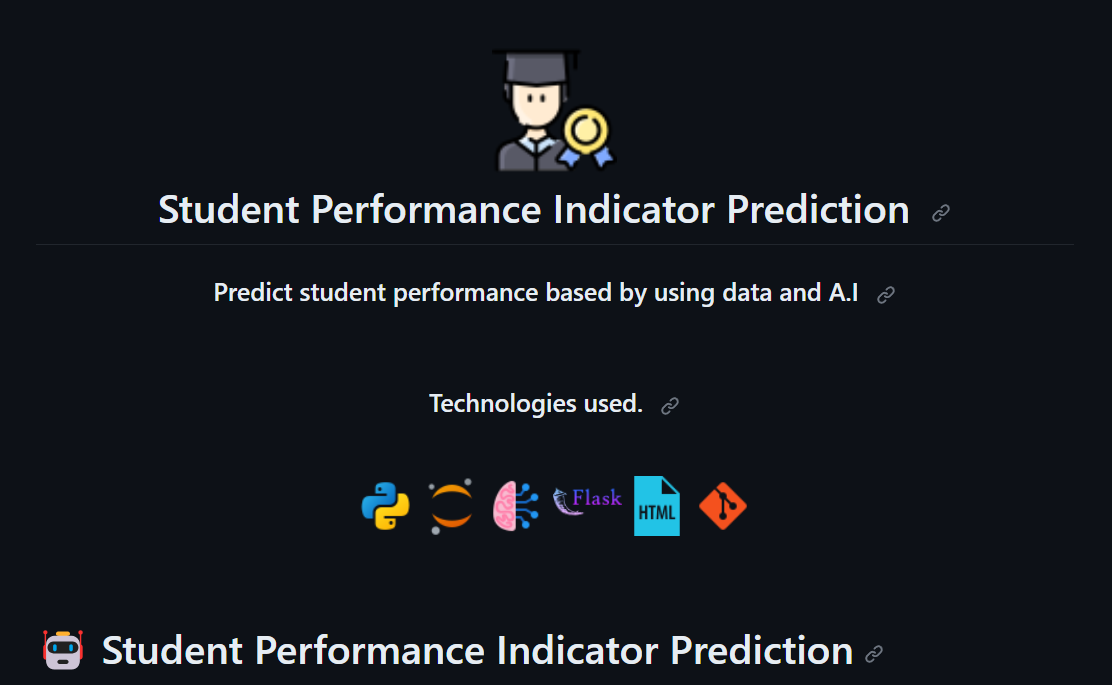 Student Performance Indicator Prediction
Predict student performance based by using data and A.I
Technologies used.
Flask
HTML
Student Performance Indicator Prediction